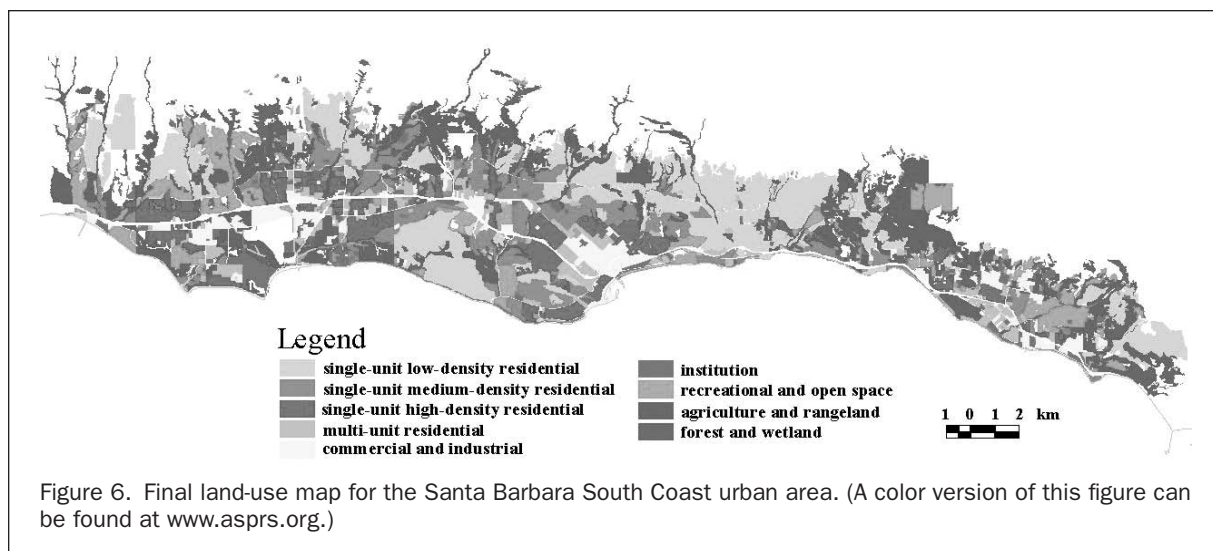 Legend
single-unit low-density residential
single-unit medium-density residential
single-unit high-density residential
multi-unit residential
commercial and industrial
institution
recreational and open space
agriculture and rangeland
forest and wetland
1 0 1 2 km
Figure 6. Final land-use map for the Santa Barbara South Coast urban area. (A color version of this figure can
be found at www.asprs.org.)